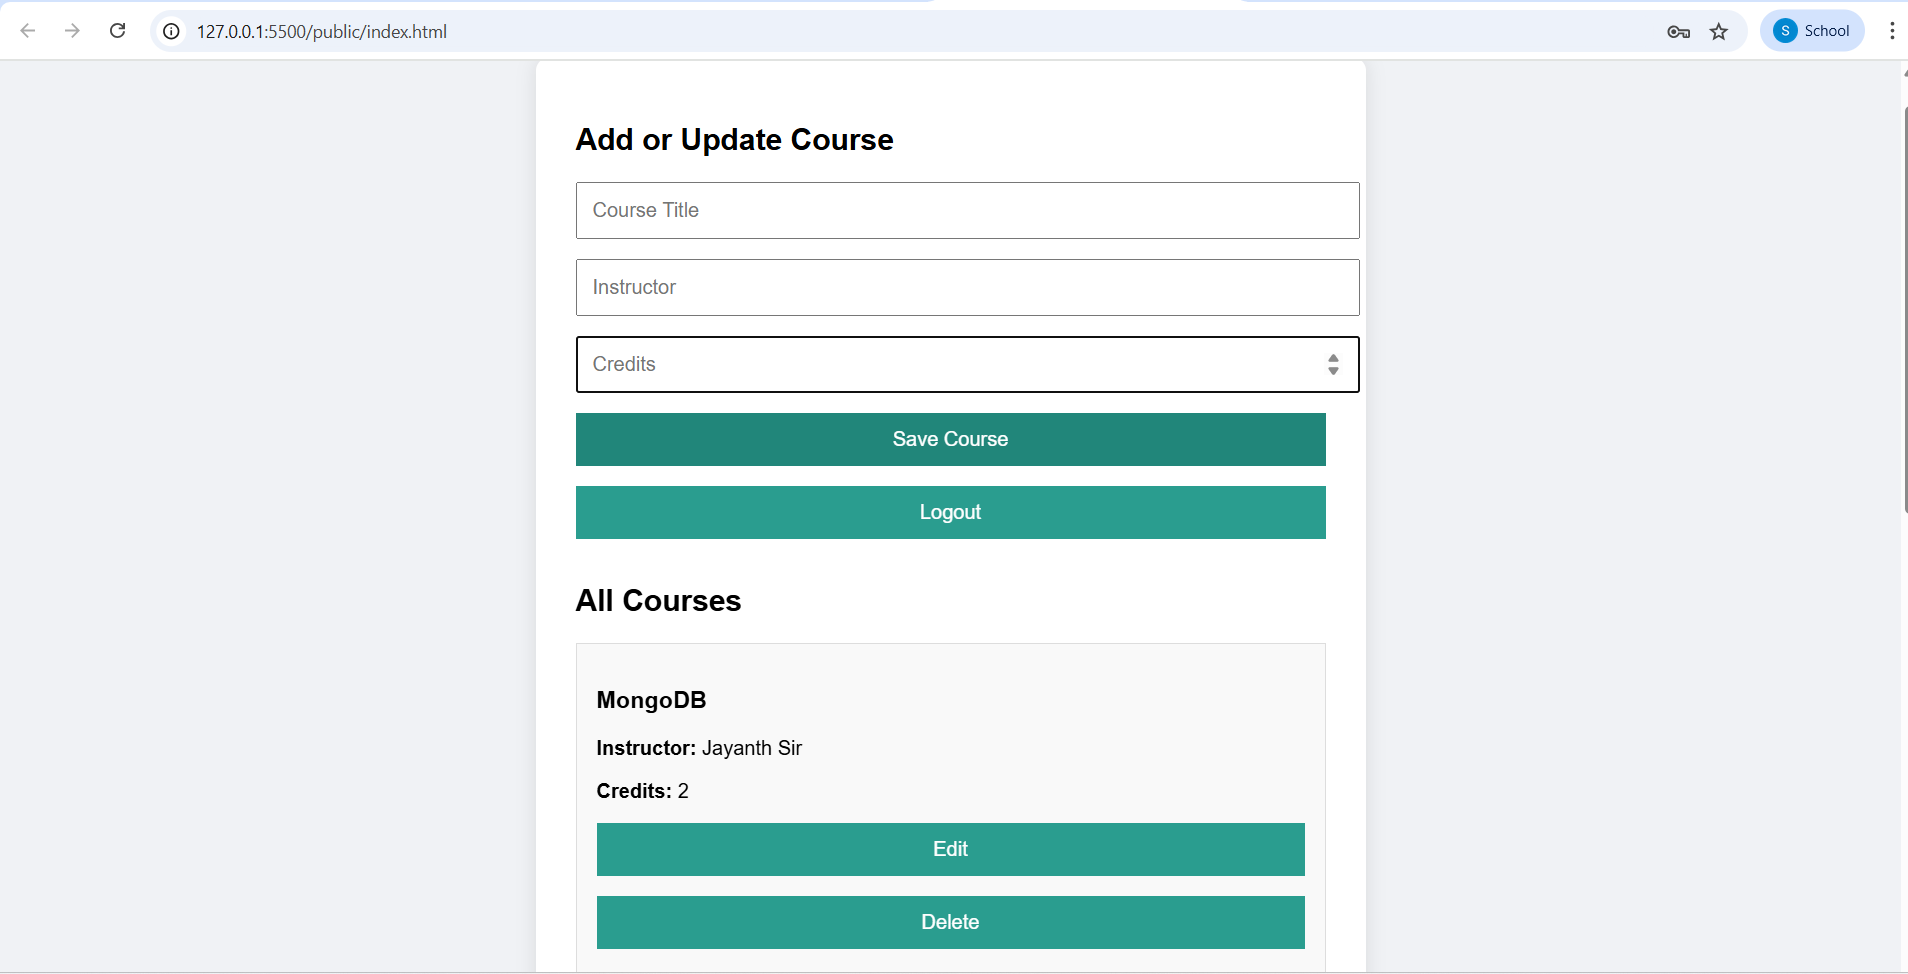 127.0.0.1:5500/public/index.html
S School
Add or Update Course
Course Title
Instructor
Credits
Save Course
Logout
All Courses
MongoDB
Instructor: Jayanth Sir
Credits: 2
Edit
Delete